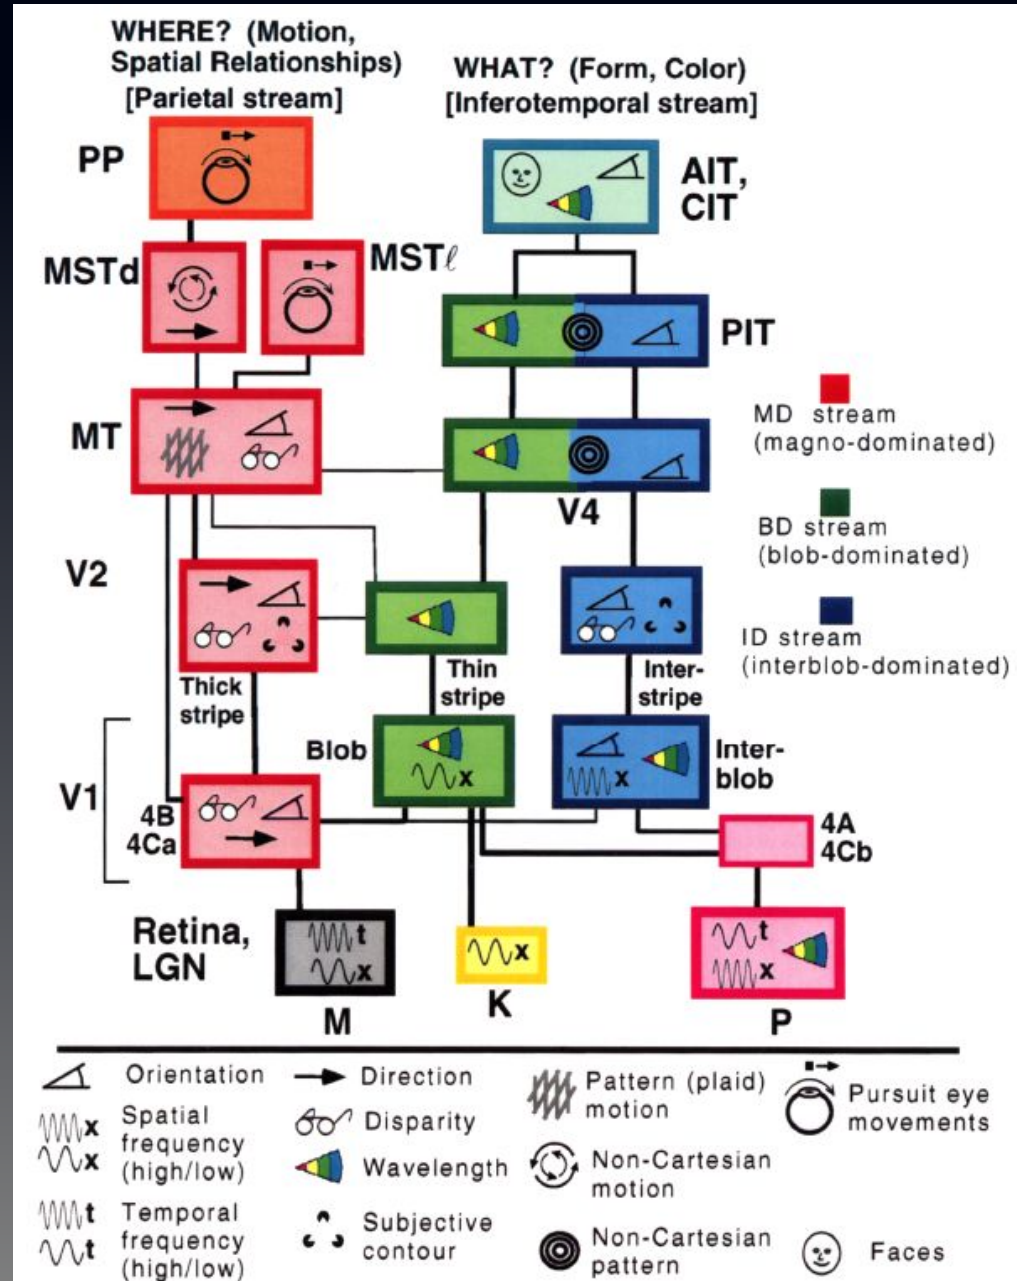 WHERE? (Motion,
Spatial Relationships)
[Parietal stream]
WHAT? (Form, Color)
[Inferotemporal stream]
PP
AIT,
CIT
MSTd
MSTℓ
PIT
MT
V4
MD stream
(magno-dominated)
BD stream
(blob-dominated)
ID stream
(interblob-dominated)
V2
Thick
stripe
Thin
stripe
Inter-
stripe
V1
Blob
Inter-
blob
4B
4Ca
4A
4Cb
Retina,
LGN
t
x
x
x
x
t
x
M
K
P
Orientation
Direction
Pattern (plaid)
motion
Pursuit eye
movements
x
x
Spatial
frequency
(high/low)
Disparity
Wavelength
Non-Cartesian
motion
t
t
Temporal
frequency
(high/low)
Subjective
contour
Non-Cartesian
pattern
Faces